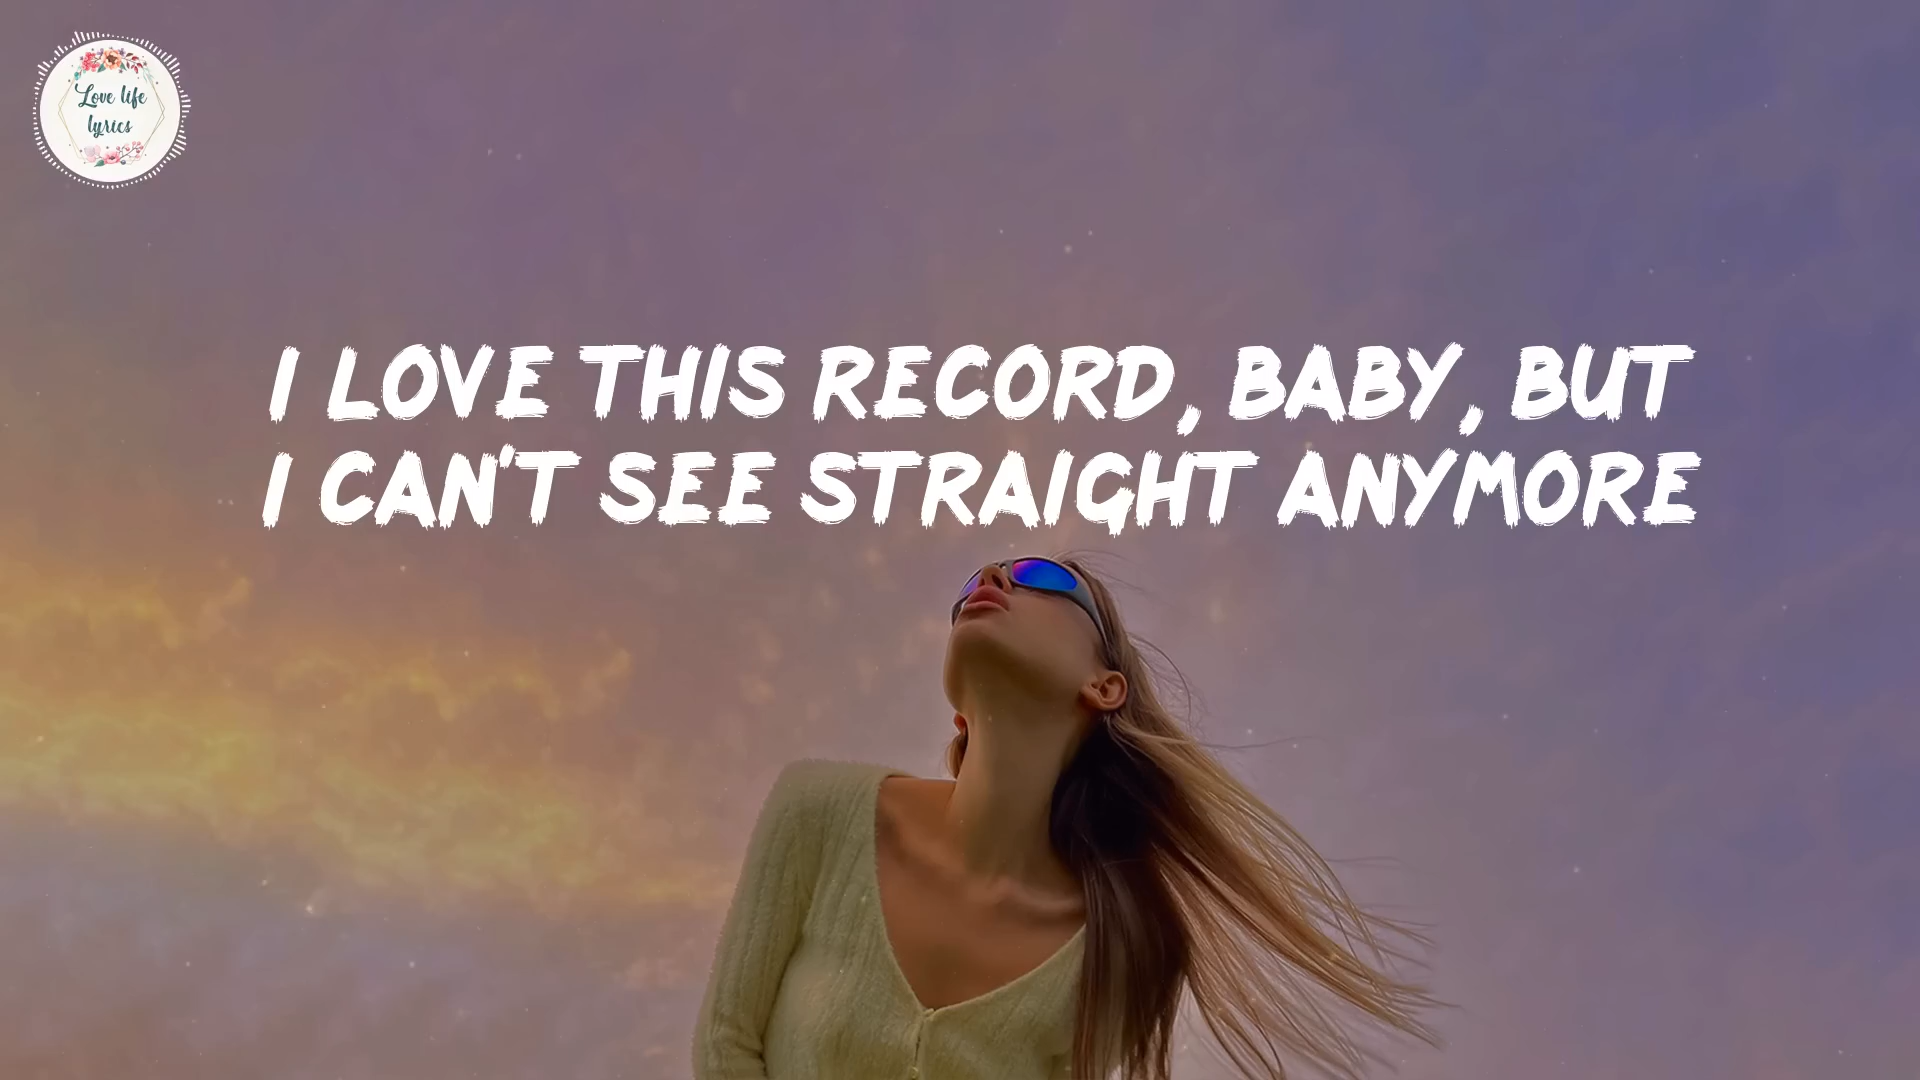 Love life
lyrics
I LOVE THIS RECORD, BABY, BUT
I CAN'T SEE STRAIGHT ANYMORE